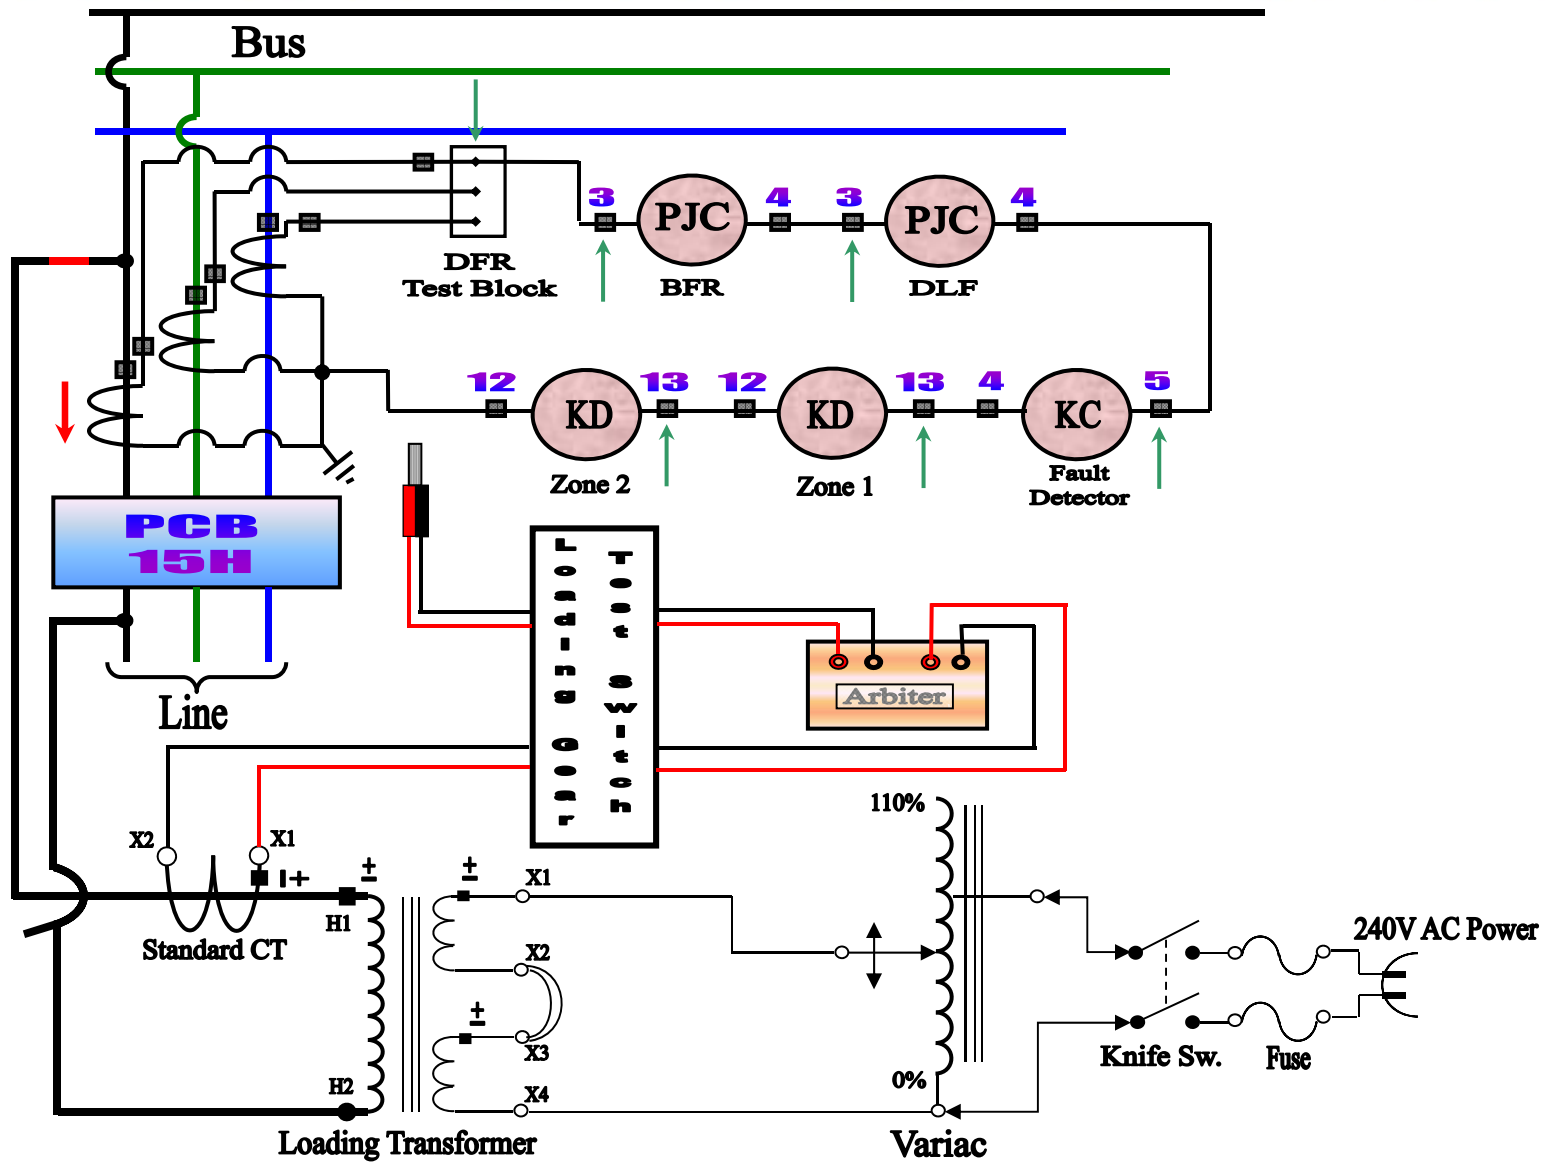 Bus
3
4
3
4
PJC
PJC
DFR
Test Block
BFR
DLF
12
13
12
13
4
5
KD
KD
KC
Zone 2
Zone 1
Fault
Detector
PCB
15H
Loading Gear
Test Switch
Arbiter
Line
110%
X2
X1
±
I+
±
X1
H1
Standard CT
X2
240V AC Power
±
X3
Knife Sw.
Fuse
H2
X4
0%
Loading Transformer
Variac